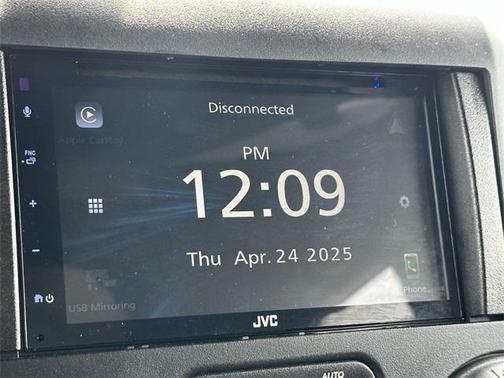 Disconnected
Apple CarPlay
PM
FNC
12:09
Thu Apr. 24 2025
USB Mirroring
Phone
JVC
AUTO